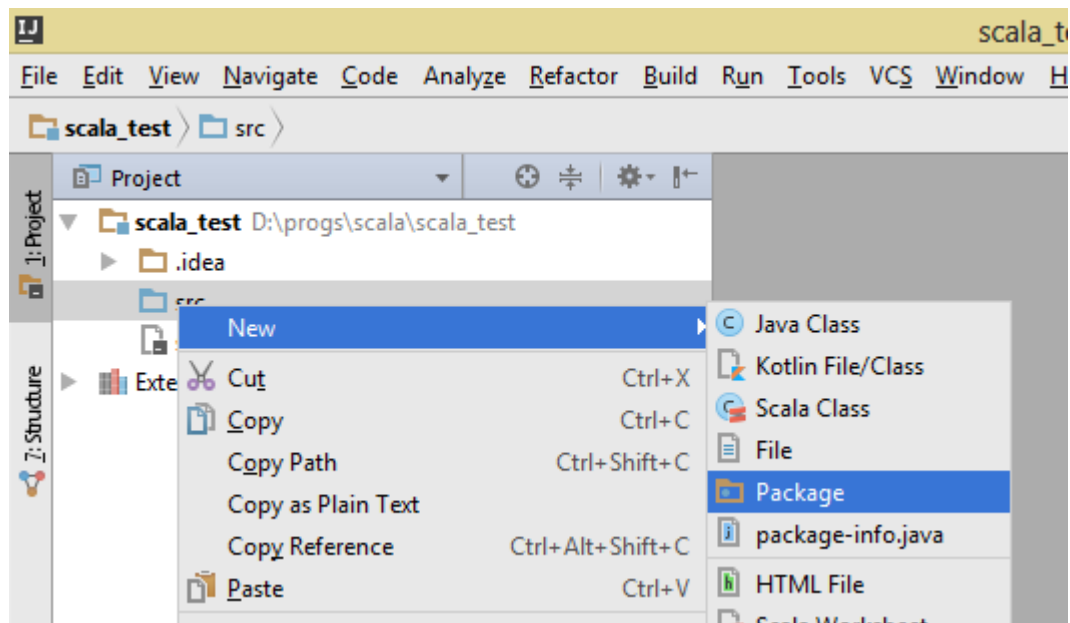 IJ
scala_te
File Edit View Navigate Code Analyze Refactor Build Run Tools VCS Window H
scala_test src
Project
1: Project
scala_test D:\progs\scala\scala_test
.idea
src
New
Java Class
Exte
Cut Ctrl+X
Kotlin File/Class
7: Structure
Copy Ctrl+C
Scala Class
Copy Path Ctrl+Shift+C
File
Copy as Plain Text
Package
Copy Reference Ctrl+Alt+Shift+C
package-info.java
Paste Ctrl+V
HTML File
Scala Worksheet